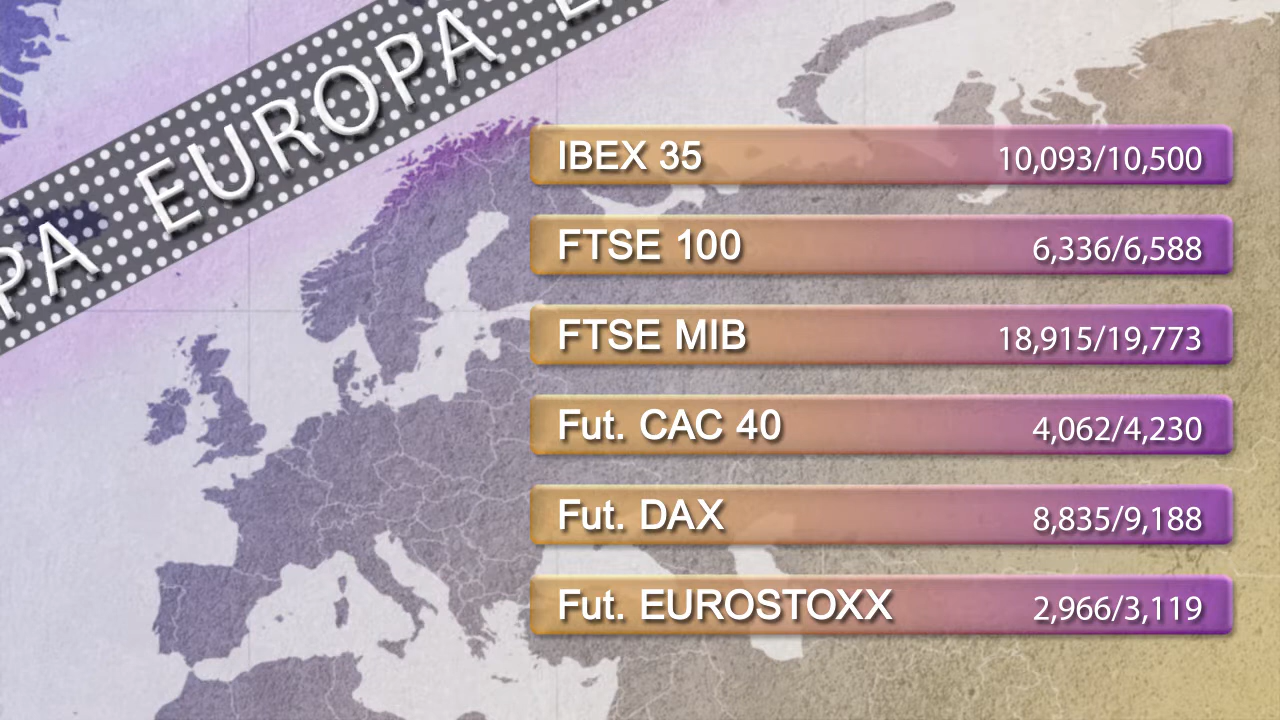 PA EUROPA E
IBEX 35 10,093/10,500
FTSE 100 6,336/6,588
FTSE MIB 18,915/19,773
Fut. CAC 40 4,062/4,230
Fut. DAX 8,835/9,188
Fut. EUROSTOXX 2,966/3,119